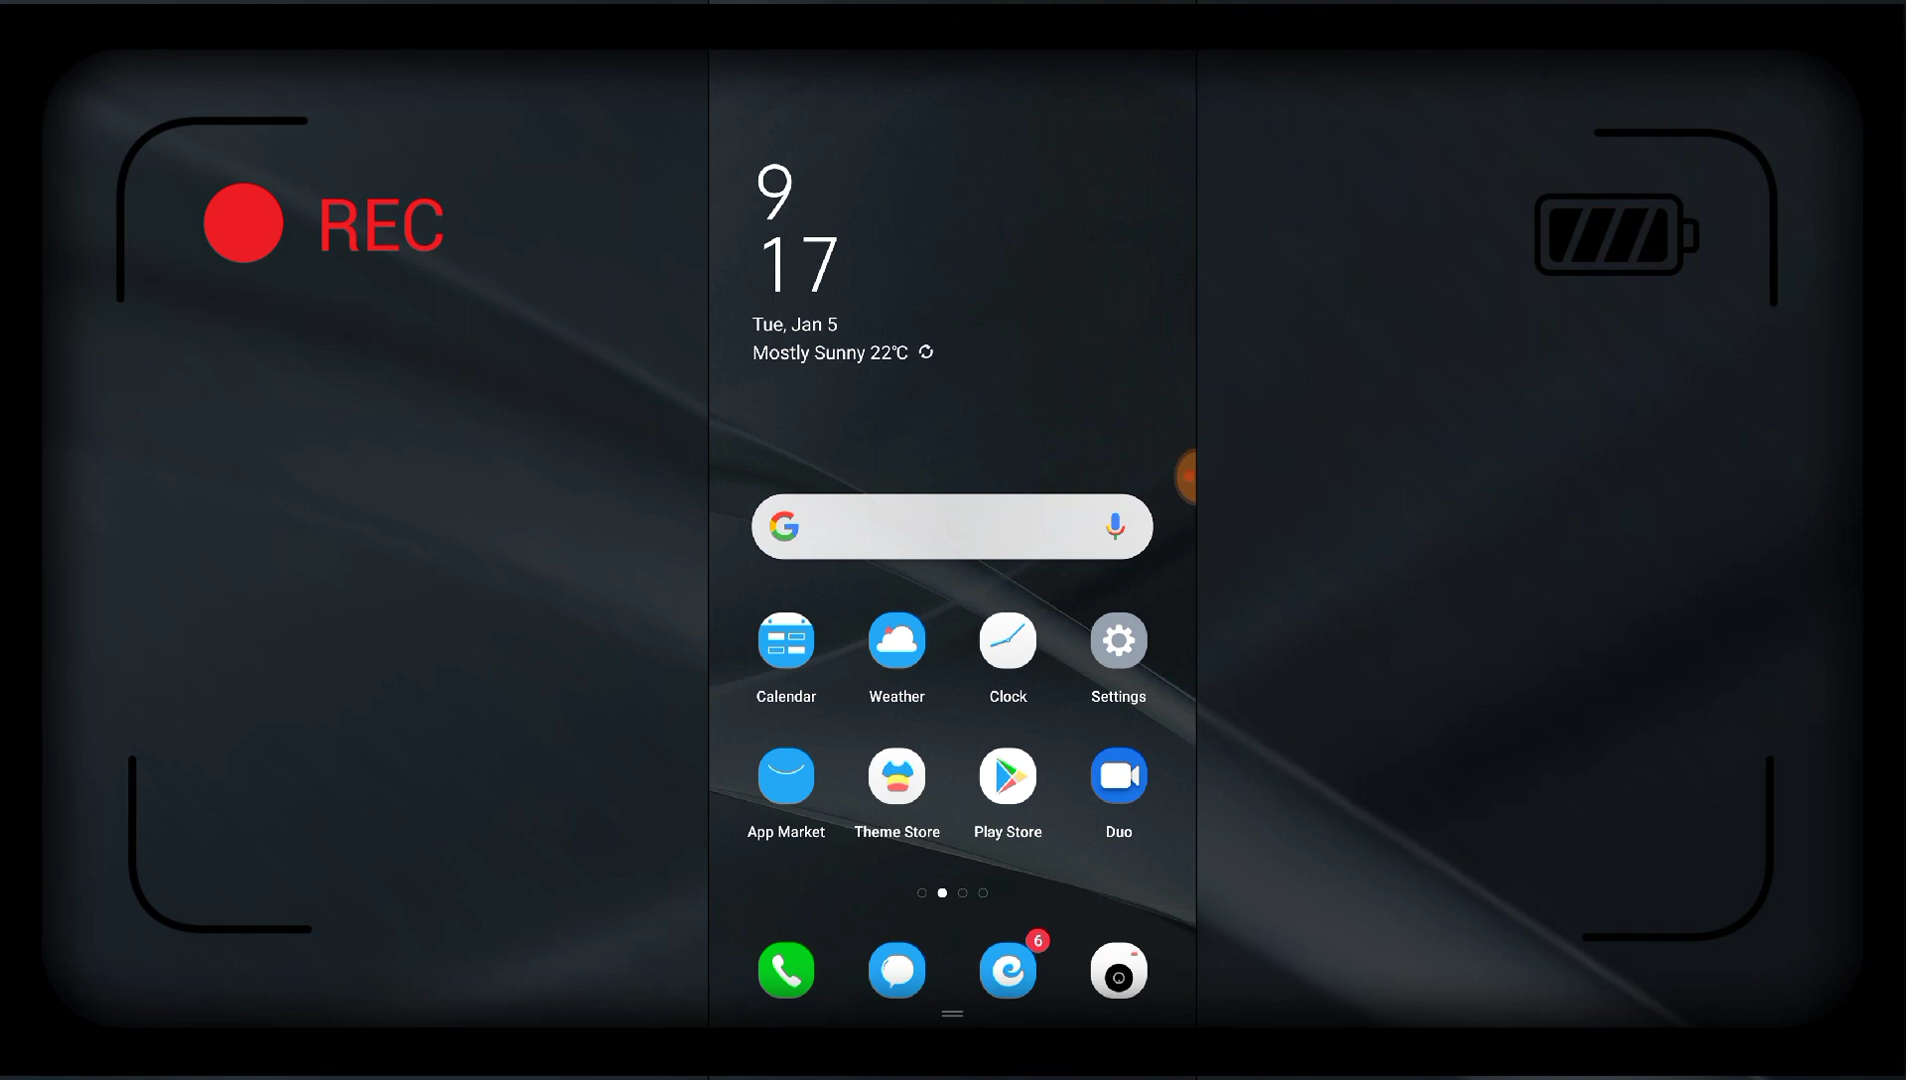 REC
9
17
Tue, Jan 5
Mostly Sunny 22°C
Calendar Weather Clock Settings
App Market Theme Store Play Store Duo
6